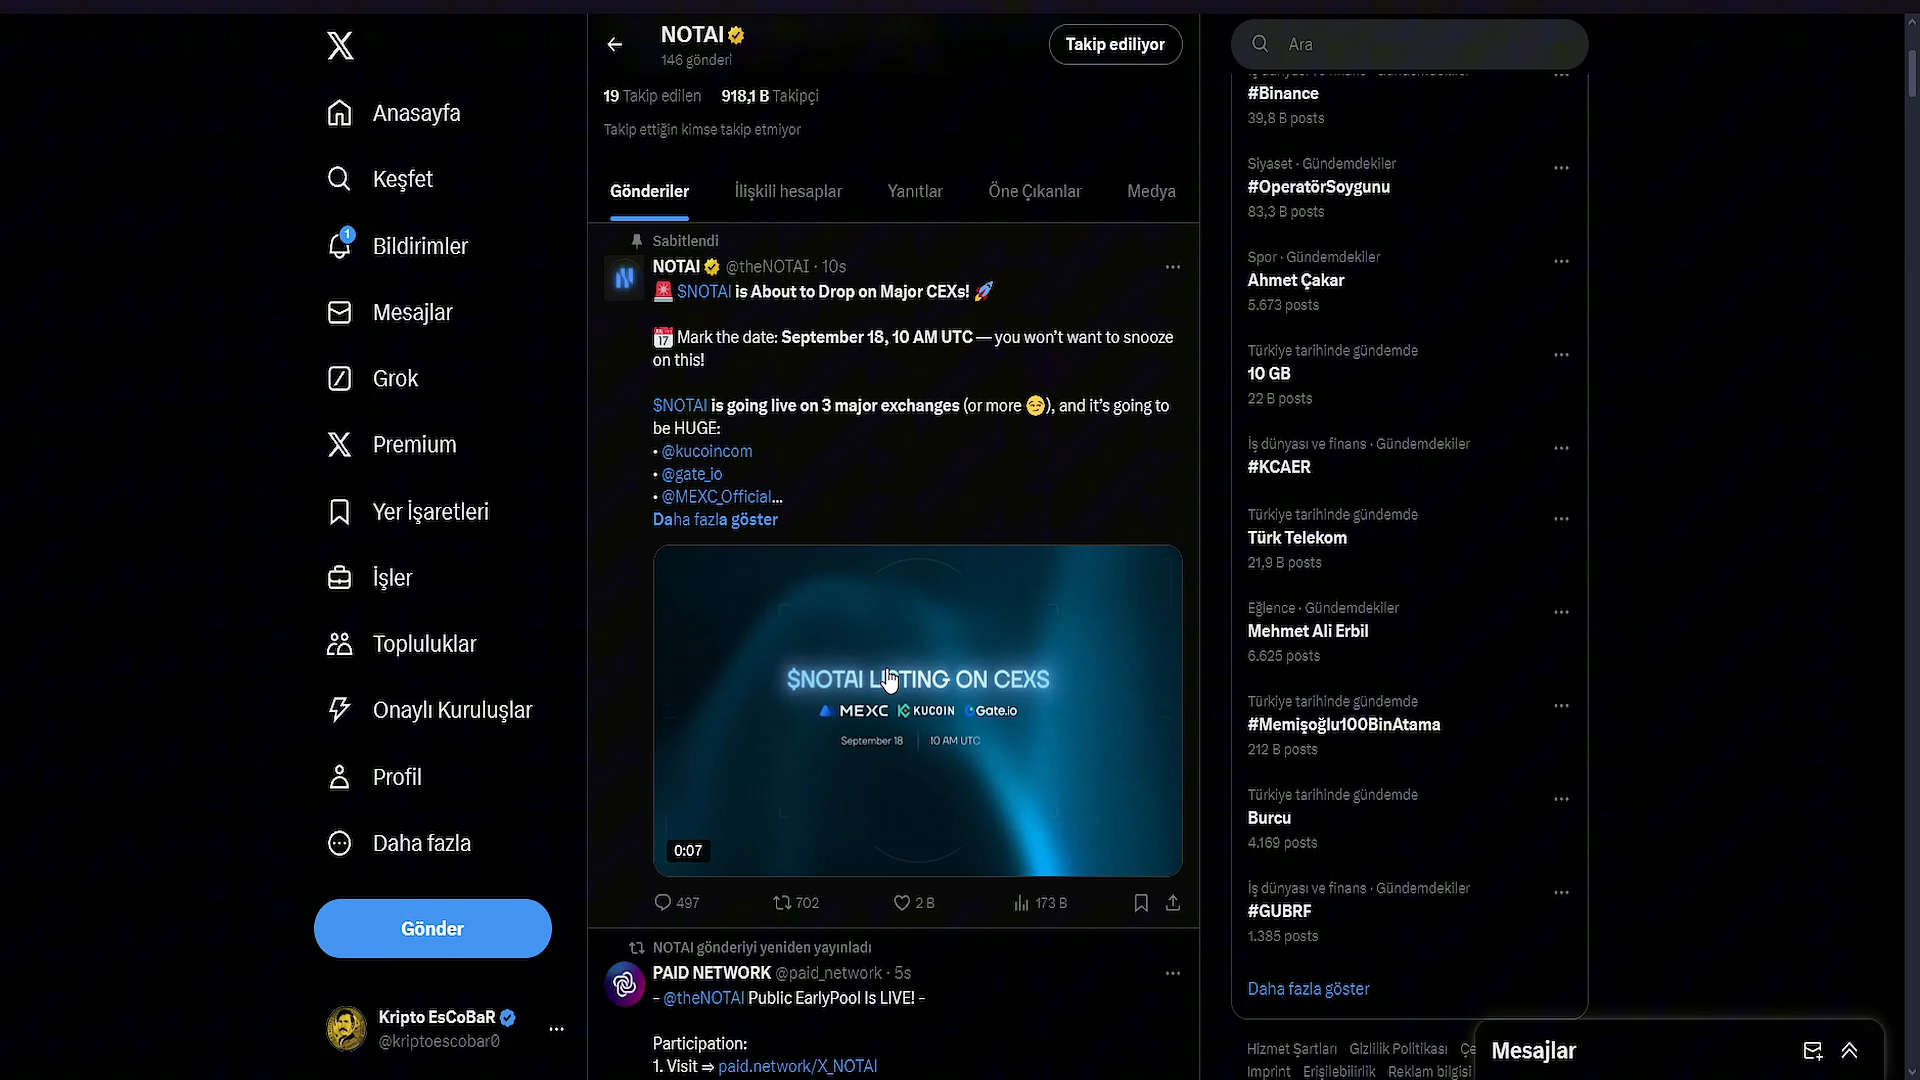 Anasayfa
Keşfet
1
Bildirimler
Mesajlar
Grok
Premium
Yer İşaretleri
İşler
Topluluklar
Onaylı Kuruluşlar
Profil
Daha fazla
Gönder
Kripto EsCoBaR
@kriptoescobar0
NOTAI
146 gönderi
Takip ediliyor
19 Takip edilen 918,1 B Takipçi
Takip ettiğin kimse takip etmiyor
Gönderiler İlişkili hesaplar Yanıtlar Öne Çıkanlar Medya
Sabitlendi
NOTAI @theNOTAI · 10s
🚨 $NOTAI is About to Drop on Major CEXs! 🚀
📅 Mark the date: September 18, 10 AM UTC — you won’t want to snooze
on this!
$NOTAI is going live on 3 major exchanges (or more 😏), and it’s going to
be HUGE:
• @kucoincom
• @gate_io
• @MEXC_Official...
Daha fazla göster
$NOTAI LISTING ON CEXS
MEXC KUCOIN Gate.io
September 18 | 10 AM UTC
0:07
497 702 2 B 173 B
NOTAI gönderiyi yeniden yayınladı
PAID NETWORK @paid_network · 5s
- @theNOTAI Public EarlyPool Is LIVE! -
Participation:
1. Visit ⇒ paid.network/X_NOTAI
Ara
#Binance
39,8 B posts
Siyaset · Gündemdekiler
#OperatörSoygunu
83,3 B posts
Spor · Gündemdekiler
Ahmet Çakar
5.673 posts
Türkiye tarihinde gündemde
10 GB
22 B posts
İş dünyası ve finans · Gündemdekiler
#KCAER
Türkiye tarihinde gündemde
Türk Telekom
21,9 B posts
Eğlence · Gündemdekiler
Mehmet Ali Erbil
6.625 posts
Türkiye tarihinde gündemde
#Memişoğlu100BinAtama
212 B posts
Türkiye tarihinde gündemde
Burcu
4.169 posts
İş dünyası ve finans · Gündemdekiler
#GUBRF
1.385 posts
Daha fazla göster
Hizmet Şartları Gizlilik Politikası
Imprint Erişilebilirlik Reklam bilgisi
Mesajlar